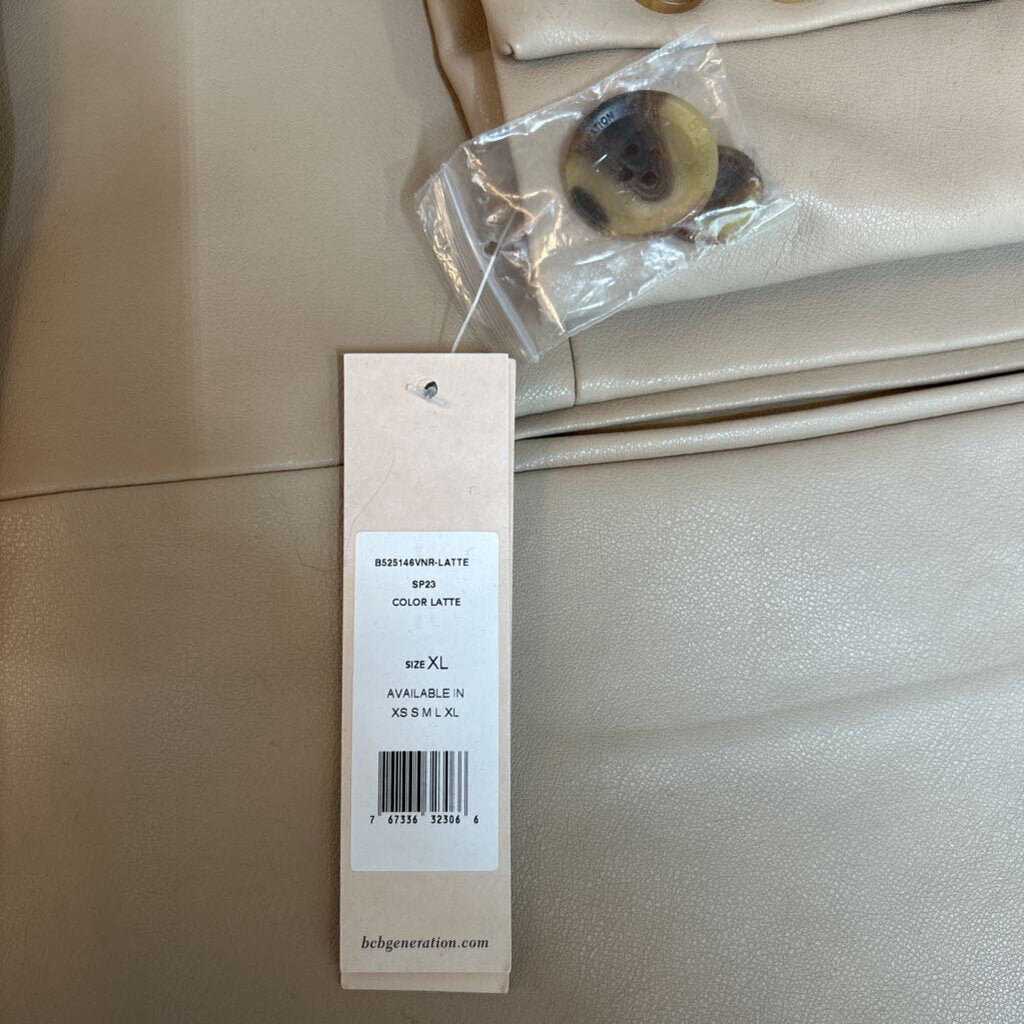 B525146VNR-LATTE
SP23
COLOR LATTE
SIZE XL
AVAILABLE IN
XS S M L XL
7 67336 32306 6
bcbgeneration.com